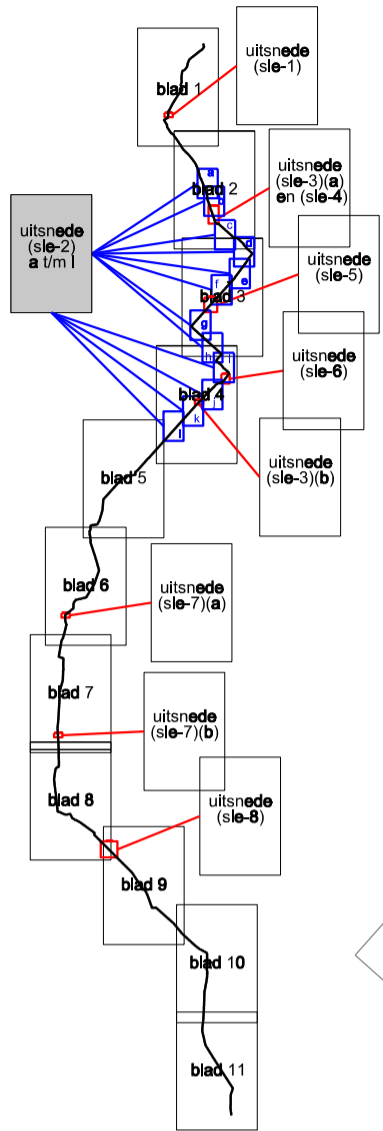 uitsnede
(sle-1)
blad 1
a
blad 2
b
uitsnede
(sle-3)(a)
en (sle-4)
uitsnede
(sle-2)
a t/m l
c
d
uitsnede
(sle-5)
e
f
blad 3
g
uitsnede
(sle-6)
h
i
blad 4
j
k
l
uitsnede
(sle-3)(b)
blad 5
uitsnede
(sle-7)(a)
blad 6
blad 7
uitsnede
(sle-7)(b)
blad 8
uitsnede
(sle-8)
blad 9
blad 10
blad 11